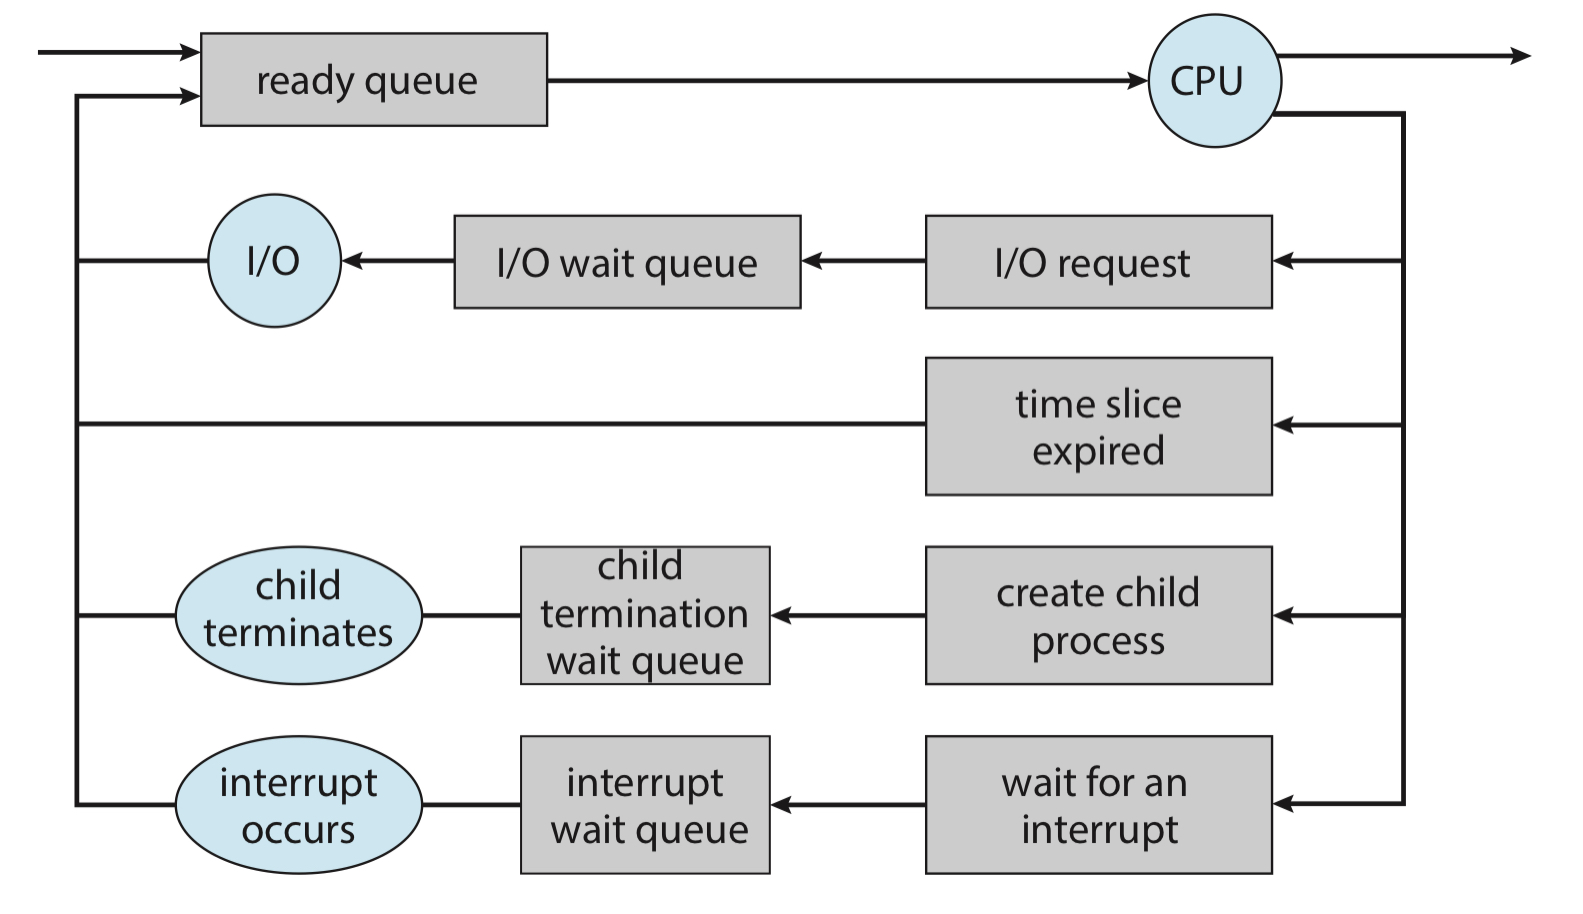 ready queue
CPU
I/O
I/O wait queue
I/O request
time slice
expired
child
terminates
child
termination
wait queue
create child
process
interrupt
occurs
interrupt
wait queue
wait for an
interrupt